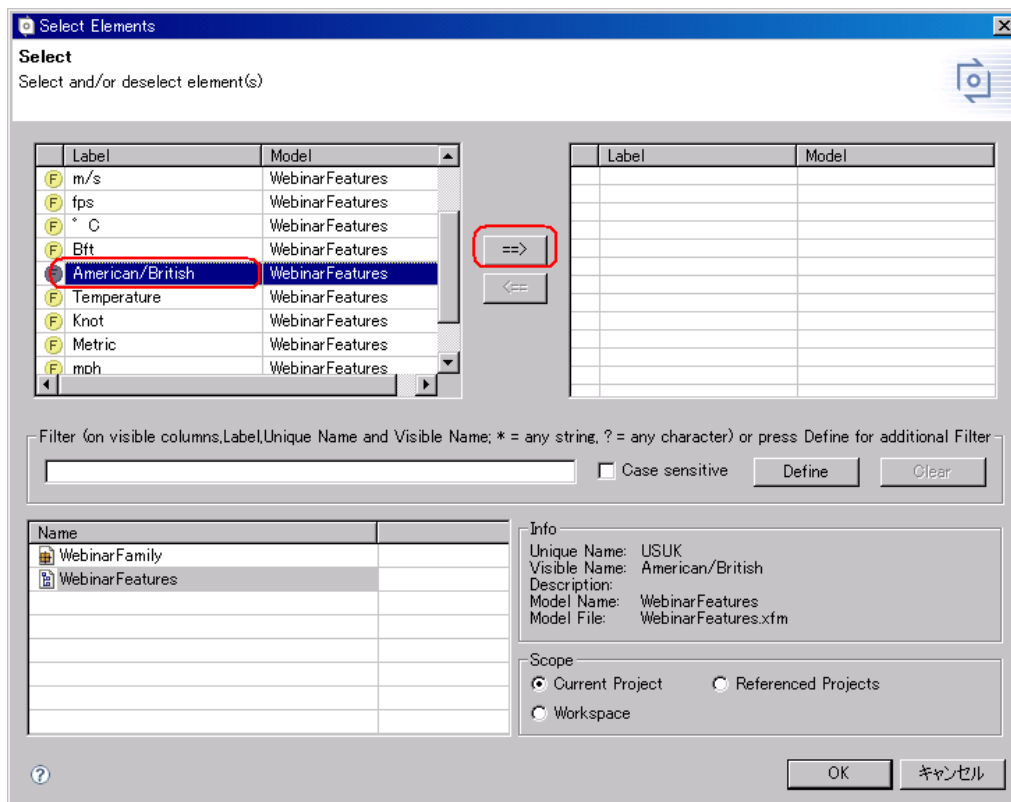 Select Elements
Select
Select and/or deselect element(s)
Label Model
m/s WebinarFeatures
fps WebinarFeatures
° C WebinarFeatures
Bft WebinarFeatures
American/British WebinarFeatures
Temperature WebinarFeatures
Knot WebinarFeatures
Metric WebinarFeatures
mph WebinarFeatures
==>
<==
Label Model
Filter (on visible columns,Label,Unique Name and Visible Name; * = any string, ? = any character) or press Define for additional Filter
Case sensitive Define Clear
Name
WebinarFamily
WebinarFeatures
Info
Unique Name: USUK
Visible Name: American/British
Description:
Model Name: WebinarFeatures
Model File: WebinarFeatures.xfm
Scope
Current Project Referenced Projects
Workspace
OK キャンセル